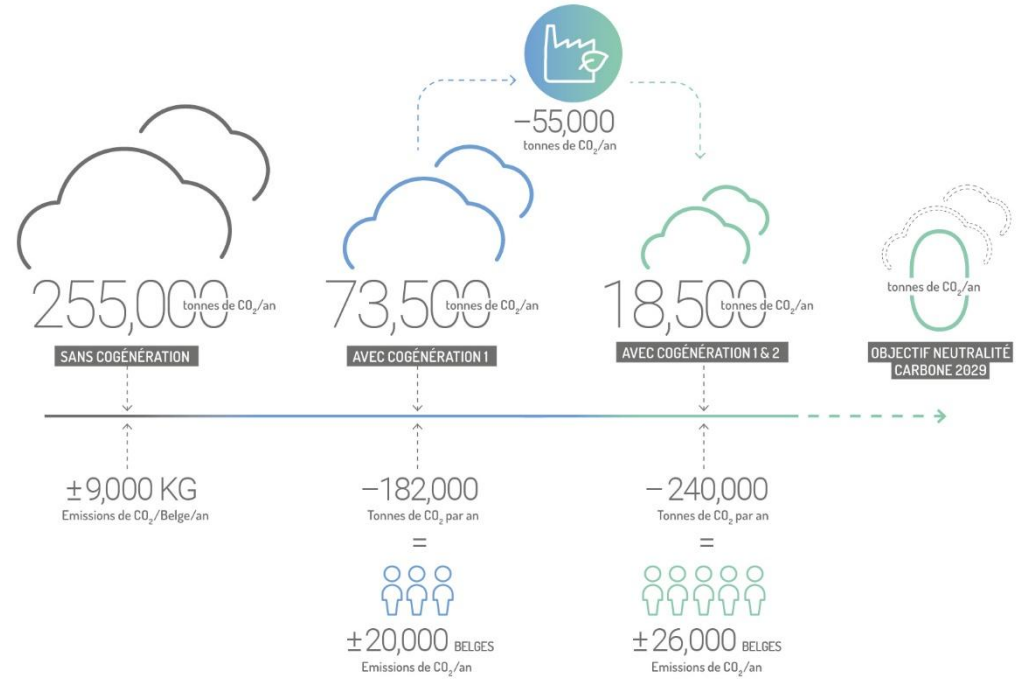 −55,000
tonnes de CO₂/an
255,000 tonnes de CO₂/an
SANS COGÉNÉRATION
73,500 tonnes de CO₂/an
AVEC COGÉNÉRATION 1
18,500 tonnes de CO₂/an
AVEC COGÉNÉRATION 1 & 2
0
tonnes de CO₂/an
OBJECTIF NEUTRALITÉ
CARBONE 2029
±9,000 KG
Emissions de CO₂/Belge/an
−182,000
Tonnes de CO₂ par an
=
±20,000 BELGES
Emissions de CO₂/an
−240,000
Tonnes de CO₂ par an
=
±26,000 BELGES
Emissions de CO₂/an